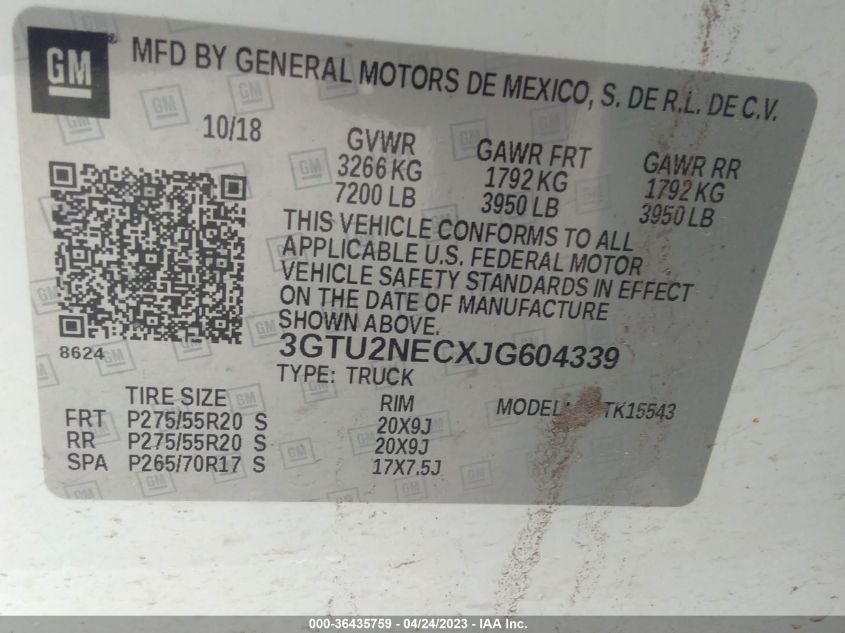 GM
MFD BY GENERAL MOTORS DE MEXICO, S. DE R.L. DE C.V.
10/18
GVWR GAWR FRT GAWR RR
3266 KG 1792 KG 1792 KG
7200 LB 3950 LB 3950 LB
THIS VEHICLE CONFORMS TO ALL
APPLICABLE U.S. FEDERAL MOTOR
VEHICLE SAFETY STANDARDS IN EFFECT
ON THE DATE OF MANUFACTURE
SHOWN ABOVE.
8624
3GTU2NECXJG604339
TYPE: TRUCK
TIRE SIZE RIM MODEL: TK15543
FRT P275/55R20 S 20X9J
RR P275/55R20 S 20X9J
SPA P265/70R17 S 17X7.5J
000-36435759 - 04/24/2023 - IAA Inc.